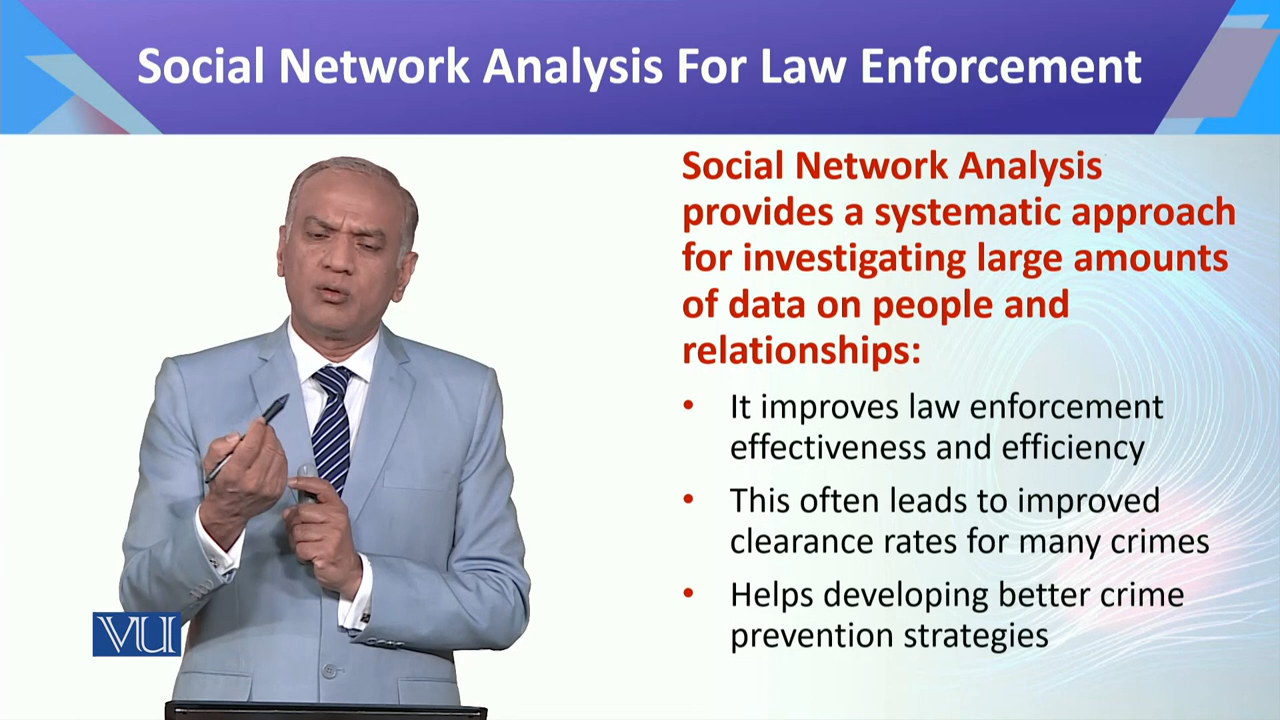 Social Network Analysis For Law Enforcement
Social Network Analysis
provides a systematic approach
for investigating large amounts
of data on people and
relationships:
• It improves law enforcement
effectiveness and efficiency
• This often leads to improved
clearance rates for many crimes
• Helps developing better crime
prevention strategies
VU